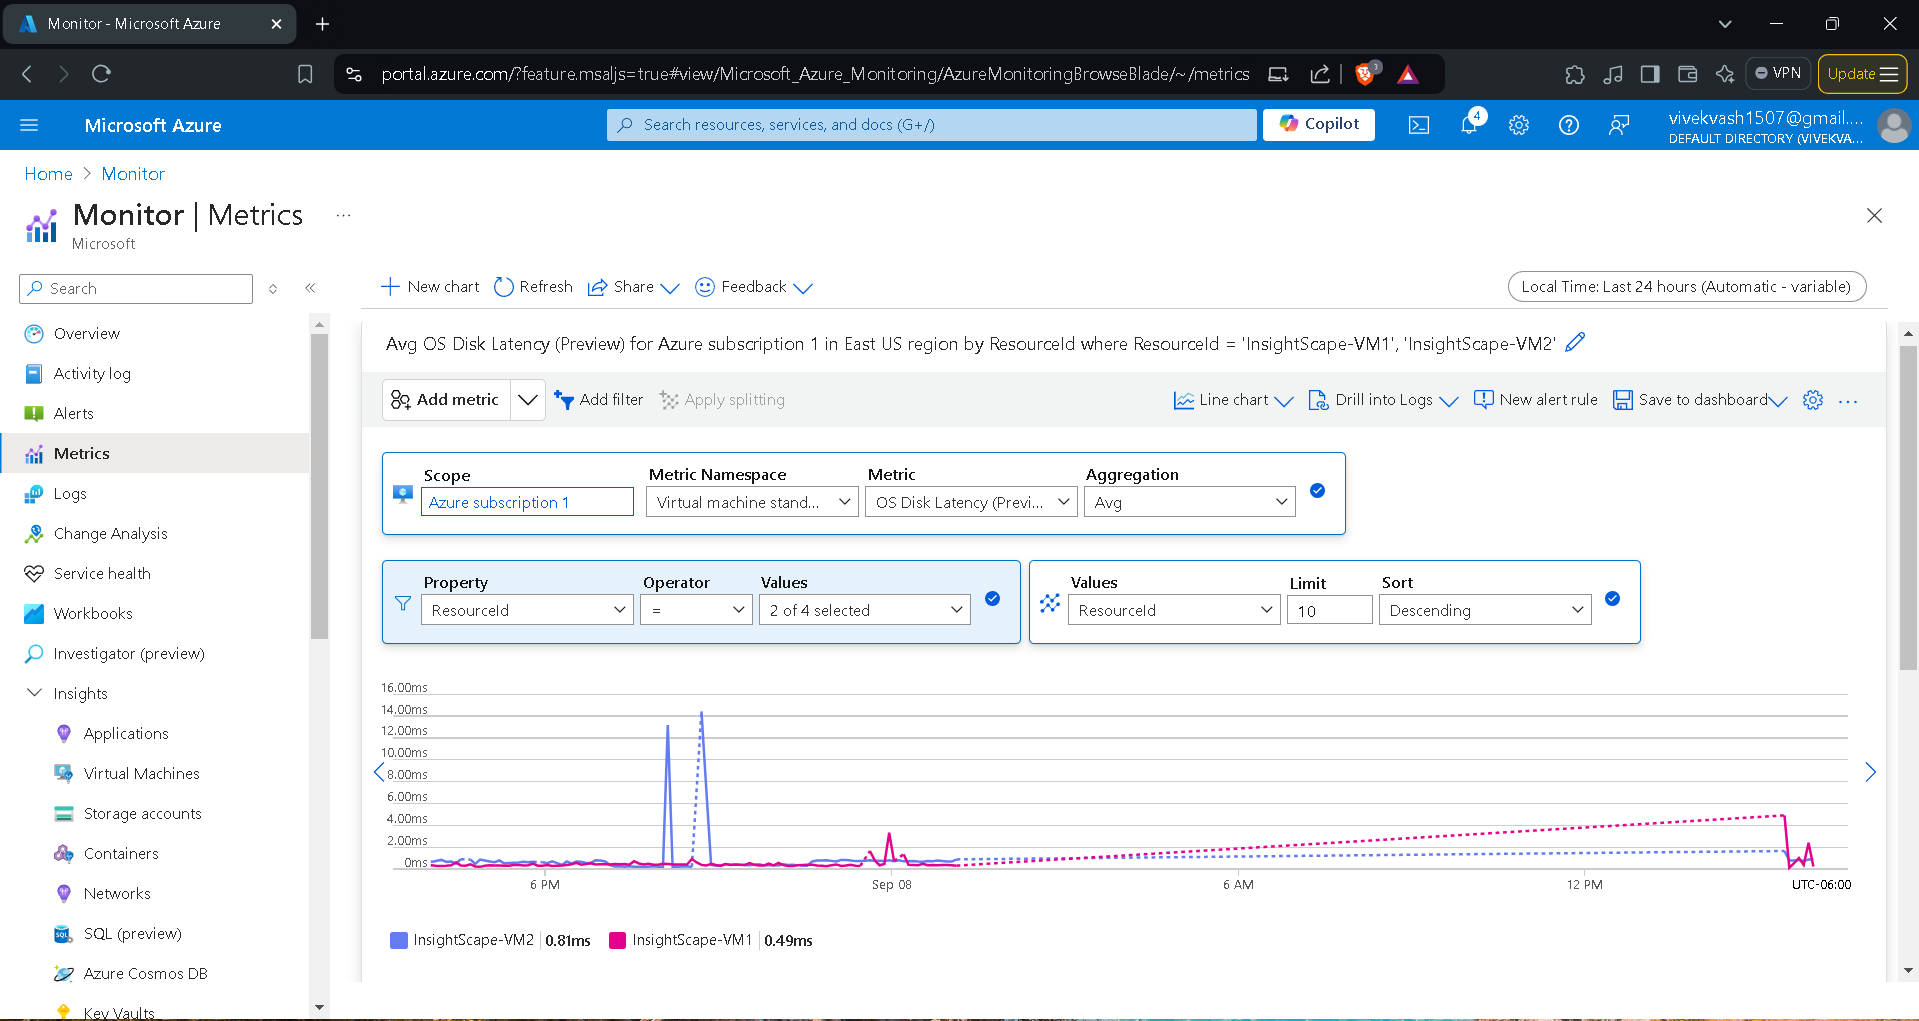 Monitor - Microsoft Azure
portal.azure.com/?feature.msaljs=true#view/Microsoft_Azure_Monitoring/AzureMonitoringBrowseBlade/~/metrics
3
VPN
Update
Microsoft Azure
Search resources, services, and docs (G+/)
Copilot
4
vivekvash1507@gmail....
DEFAULT DIRECTORY (VIVEKVA...
Home > Monitor
Monitor | Metrics
...
Microsoft
Search
Overview
Activity log
Alerts
Metrics
Logs
Change Analysis
Service health
Workbooks
Investigator (preview)
Insights
Applications
Virtual Machines
Storage accounts
Containers
Networks
SQL (preview)
Azure Cosmos DB
Key Vaults
New chart
Refresh
Share
Feedback
Local Time: Last 24 hours (Automatic - variable)
Avg OS Disk Latency (Preview) for Azure subscription 1 in East US region by ResourceId where ResourceId = 'InsightScape-VM1', 'InsightScape-VM2'
Add metric
Add filter
Apply splitting
Line chart
Drill into Logs
New alert rule
Save to dashboard
...
Scope
Azure subscription 1
Metric Namespace
Virtual machine stand...
Metric
OS Disk Latency (Previ...
Aggregation
Avg
Property
ResourceId
Operator
=
Values
2 of 4 selected
Values
ResourceId
Limit
10
Sort
Descending
16.00ms
14.00ms
12.00ms
10.00ms
8.00ms
6.00ms
4.00ms
2.00ms
0ms
6 PM
Sep 08
6 AM
12 PM
UTC-06:00
InsightScape-VM2 | 0.81ms
InsightScape-VM1 | 0.49ms